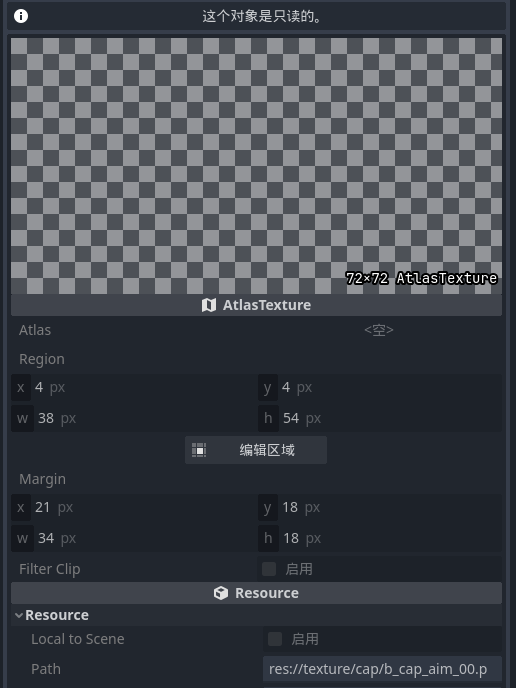 这个对象是只读的。
72×72 AtlasTexture
AtlasTexture
Atlas <空>
Region
x 4 px y 4 px
w 38 px h 54 px
编辑区域
Margin
x 21 px y 18 px
w 34 px h 18 px
Filter Clip 启用
Resource
Resource
Local to Scene 启用
Path res://texture/cap/b_cap_aim_00.p